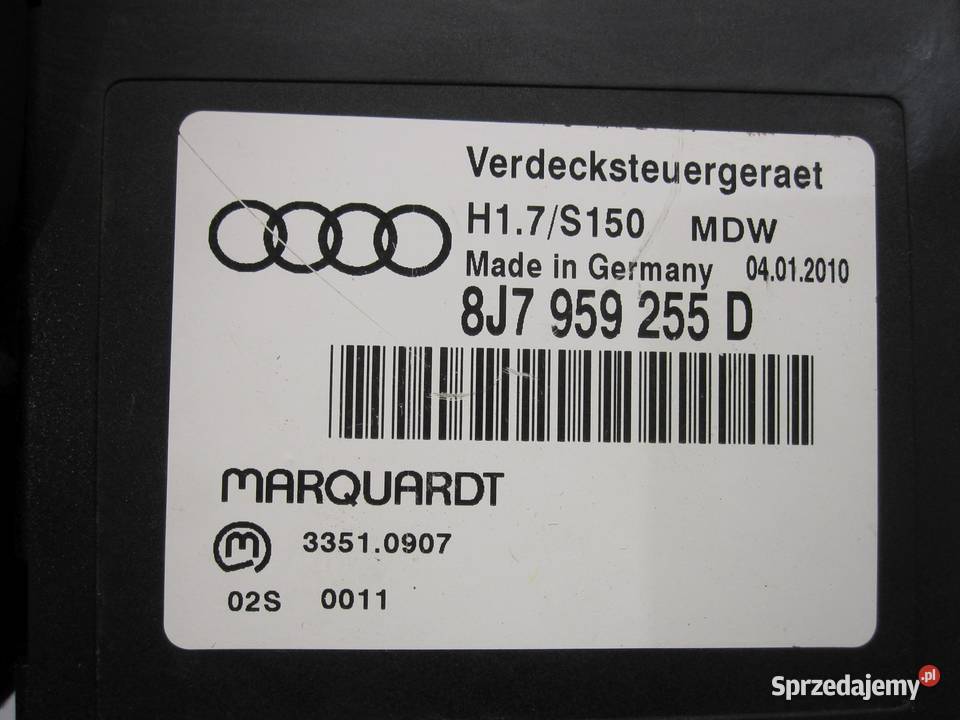 Verdecksteuergeraet
H1.7/S150 MDW
Made in Germany 04.01.2010
8J7 959 255 D
MARQUARDT
m 3351.0907
02S 0011
Sprzedajemy.pl